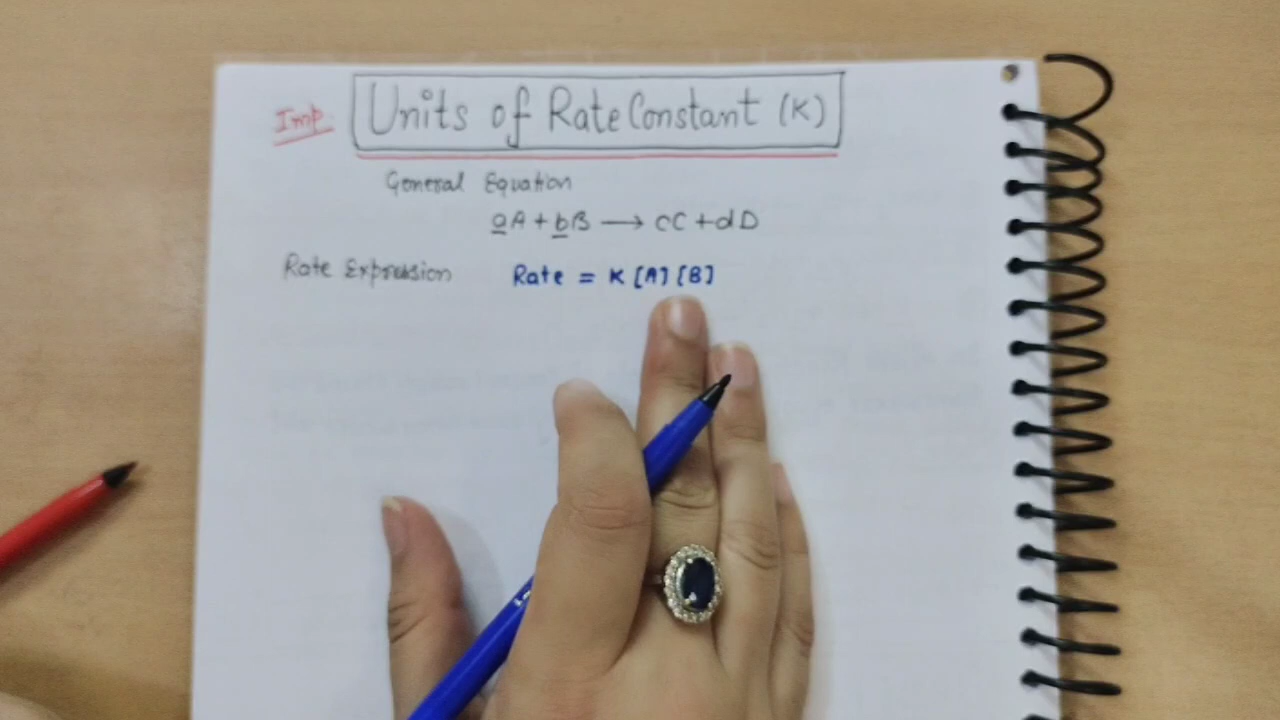 Imp. Units of Rate Constant (K)
General Equation
aA + bB → cC + dD
Rate Expression Rate = K [A] [B]